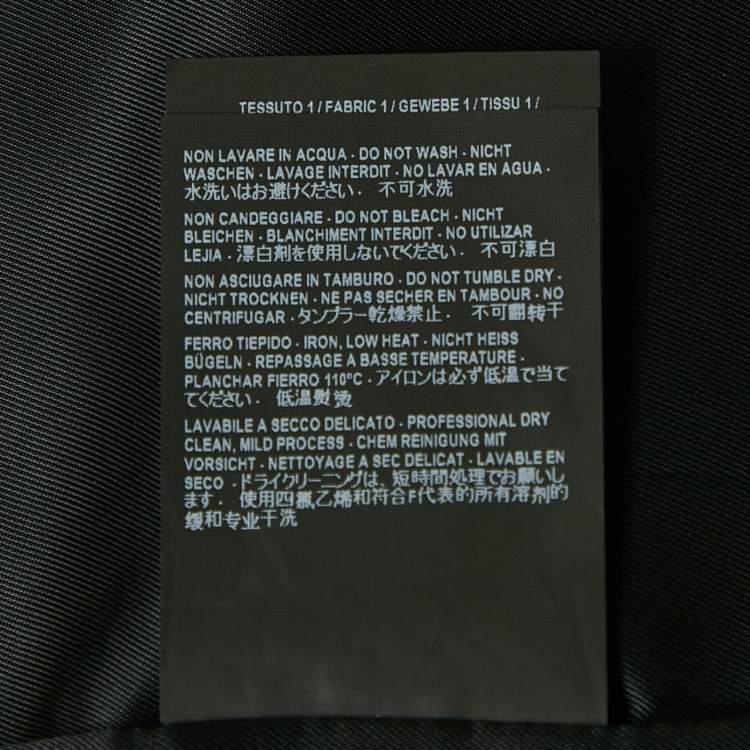 TESSUTO 1 / FABRIC 1 / GEWEBE 1 / TISSU 1 /
NON LAVARE IN ACQUA - DO NOT WASH - NICHT
WASCHEN - LAVAGE INTERDIT - NO LAVAR EN AGUA -
水洗いはお避けください. 不可水洗
NON CANDEGGIARE - DO NOT BLEACH - NICHT
BLEICHEN - BLANCHIMENT INTERDIT - NO UTILIZAR
LEJIA - 漂白剤を使用しないでください. 不可漂白
NON ASCIUGARE IN TAMBURO - DO NOT TUMBLE DRY -
NICHT TROCKNEN - NE PAS SECHER EN TAMBOUR - NO
CENTRIFUGAR - タンブラー乾燥禁止. 不可翻转干
FERRO TIEPIDO - IRON, LOW HEAT - NICHT HEISS
BÜGELN - REPASSAGE A BASSE TEMPERATURE -
PLANCHAR FIERRO 110°C - アイロンは必ず低温で当て
てください. 低温熨烫
LAVABILE A SECCO DELICATO - PROFESSIONAL DRY
CLEAN, MILD PROCESS - CHEM REINIGUNG MIT
VORSICHT - NETTOYAGE A SEC DELICAT - LAVABLE EN
SECO - ドライクリーニングは、短時間処理でお願いし
ます. 使用四氯乙烯和符合F代表的所有溶剂的
缓和专业干洗